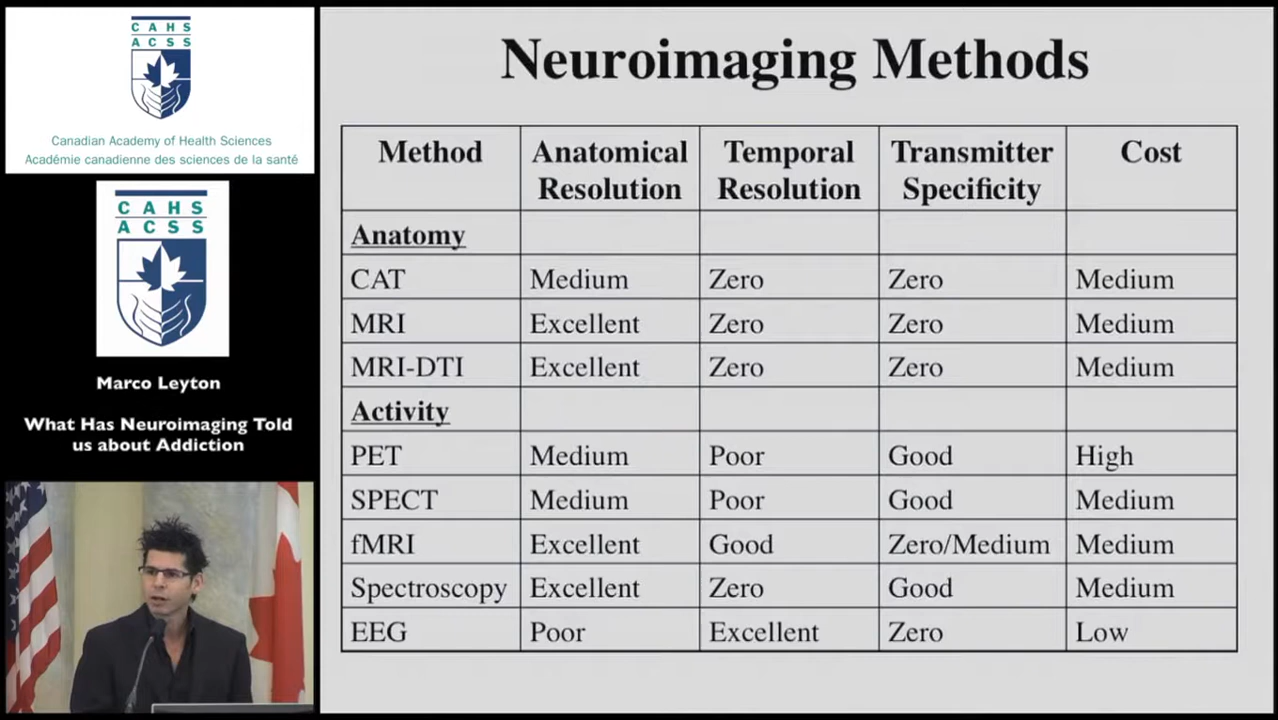 CAHS
ACSS
Canadian Academy of Health Sciences
Académie canadienne des sciences de la santé
CAHS
ACSS
Marco Leyton
What Has Neuroimaging Told
us about Addiction
Neuroimaging Methods
Method Anatomical Resolution Temporal Resolution Transmitter Specificity Cost
Anatomy
CAT Medium Zero Zero Medium
MRI Excellent Zero Zero Medium
MRI-DTI Excellent Zero Zero Medium
Activity
PET Medium Poor Good High
SPECT Medium Poor Good Medium
fMRI Excellent Good Zero/Medium Medium
Spectroscopy Excellent Zero Good Medium
EEG Poor Excellent Zero Low